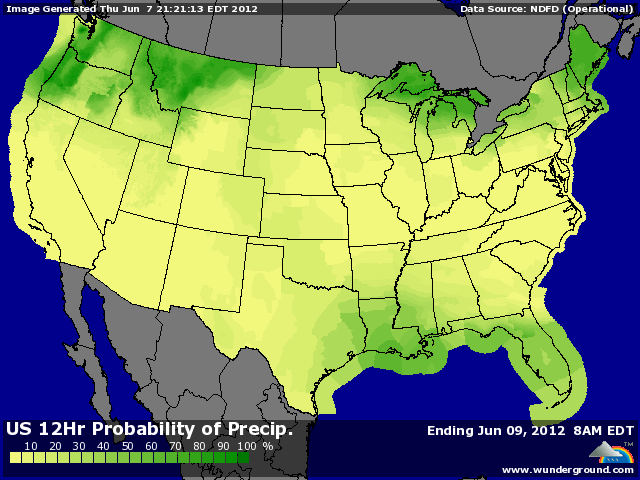 Image Generated Thu Jun 7 21:21:13 EDT 2012
Data Source: NDFD (Operational)
US 12Hr Probability of Precip.
Ending Jun 09, 2012 8AM EDT
10 20 30 40 50 60 70 80 90 100 %
TM
www.wunderground.com